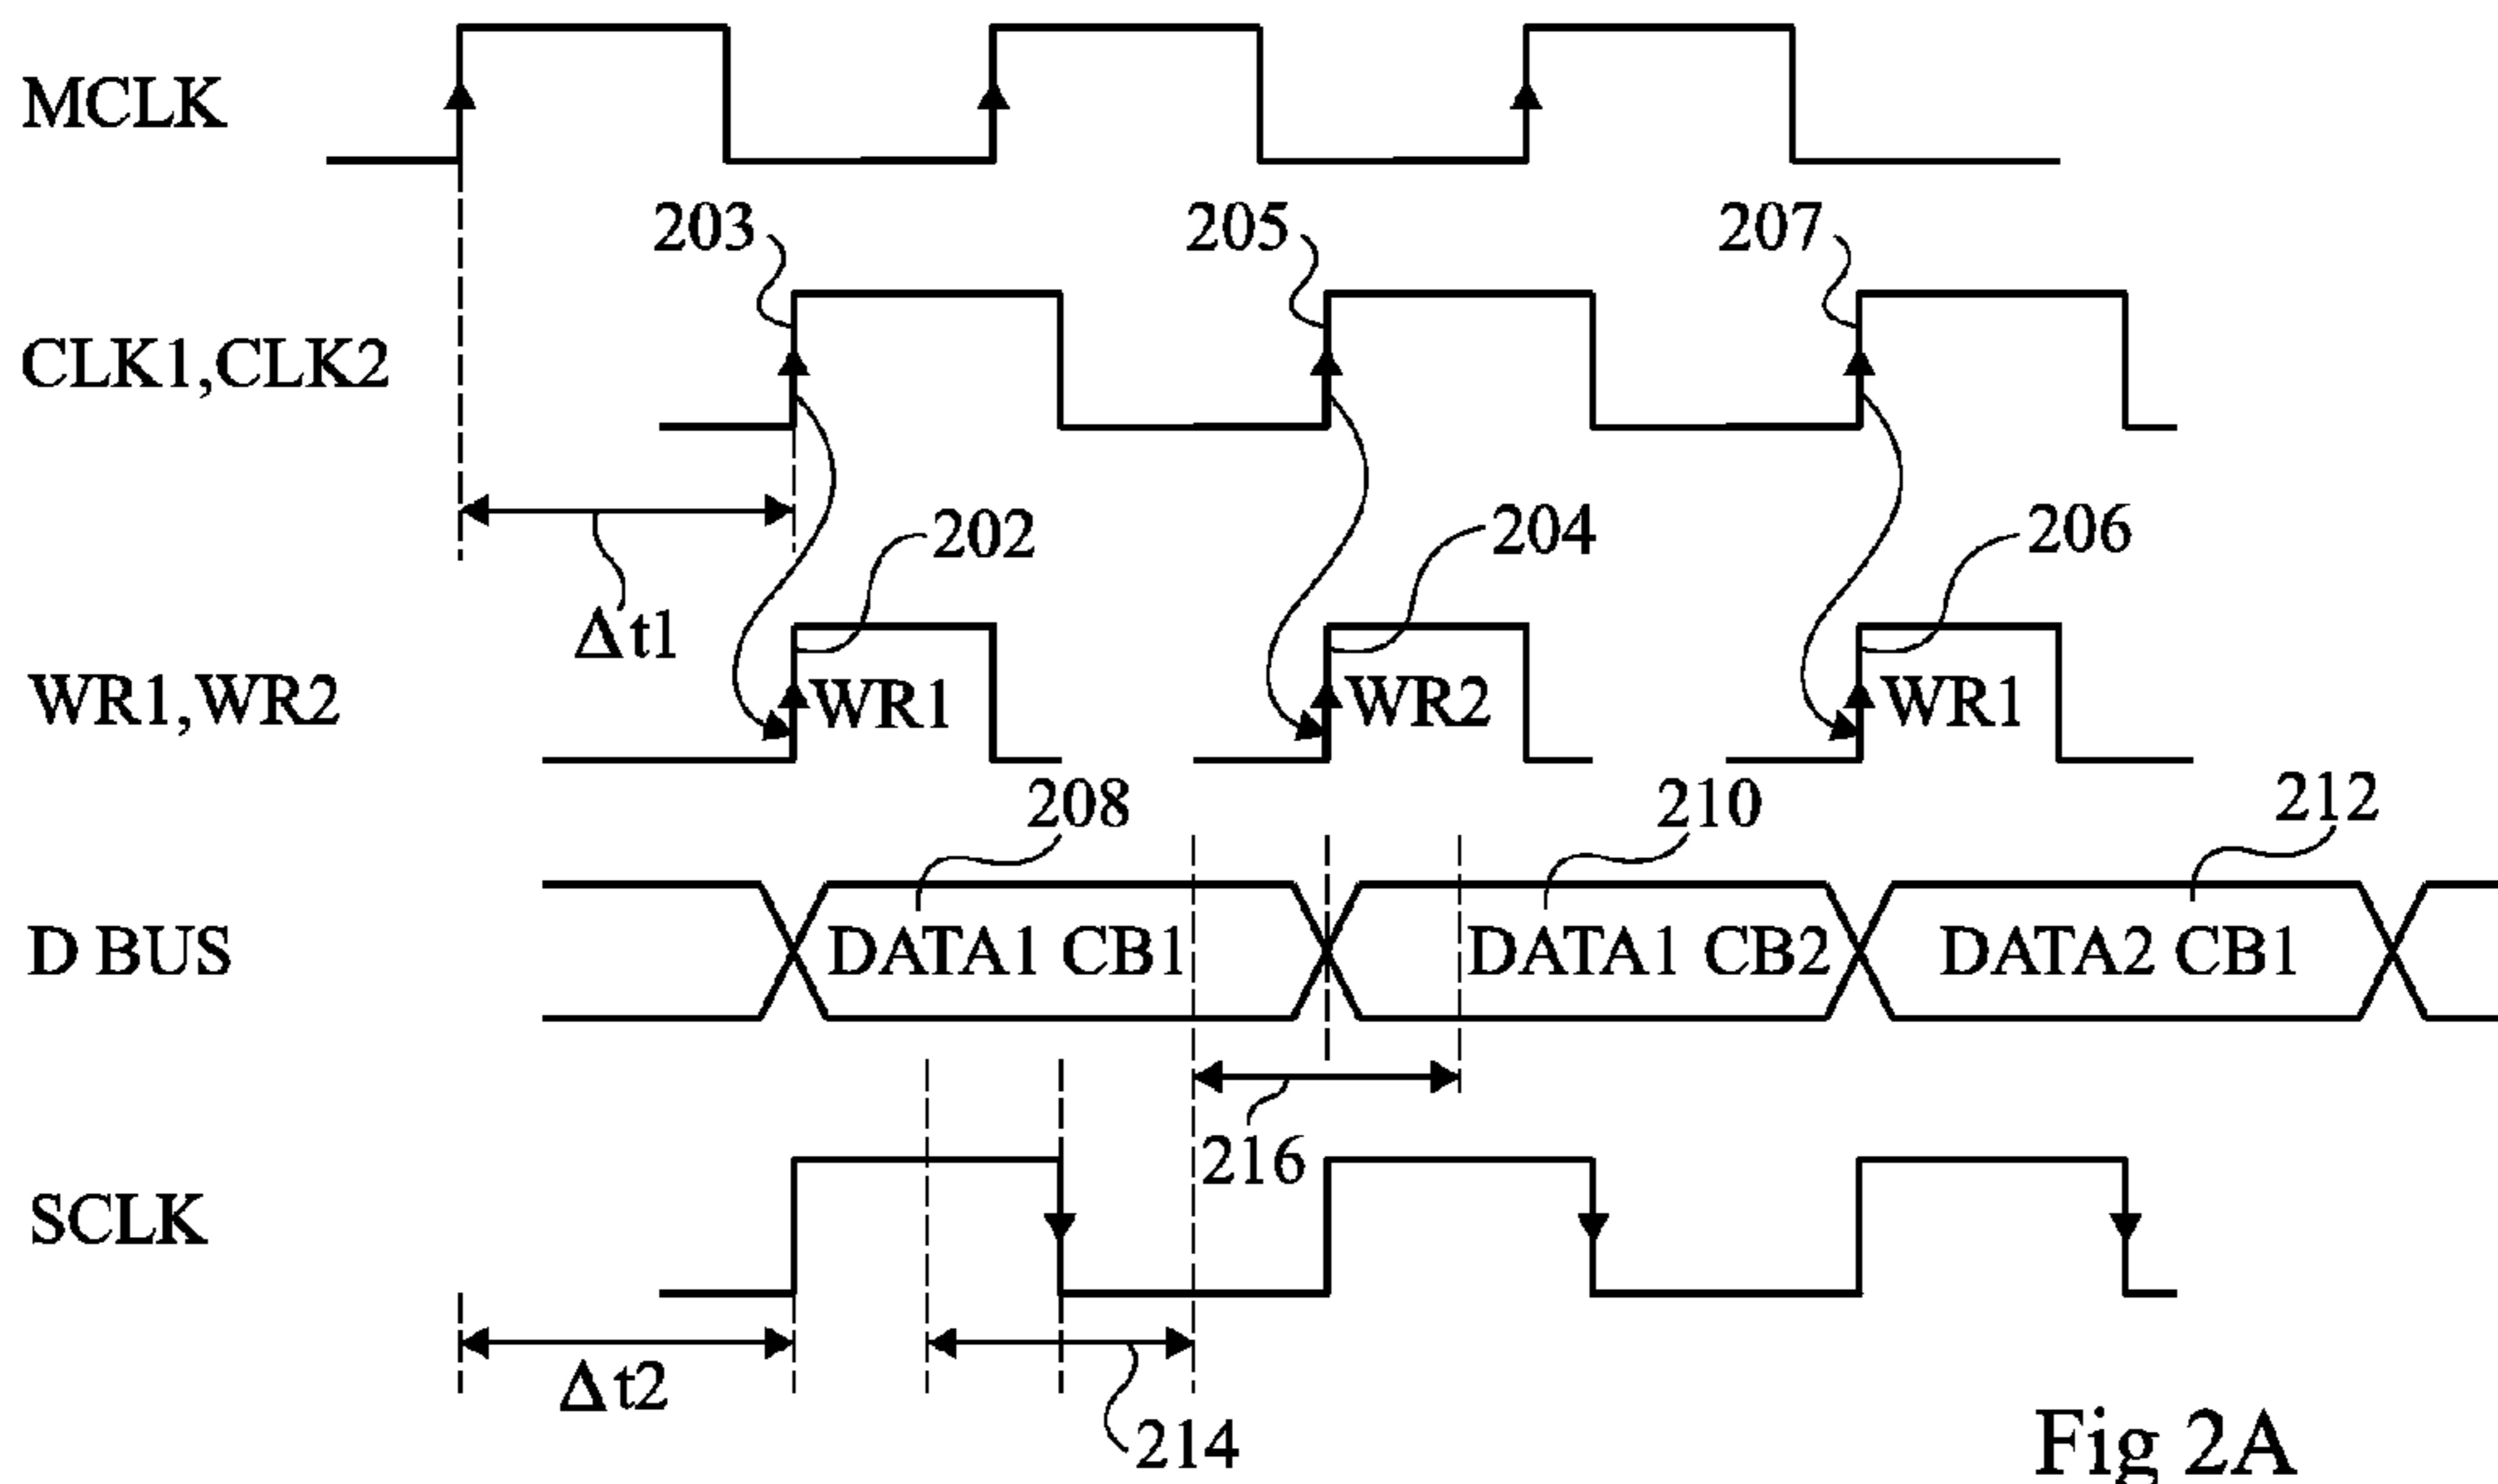 MCLK
203 205 207
CLK1,CLK2
202 204 206
Δt1
WR1,WR2 WR1 WR2 WR1
208 210 212
D BUS DATA1 CB1 DATA1 CB2 DATA2 CB1
216
SCLK
Δt2
214
Fig 2A